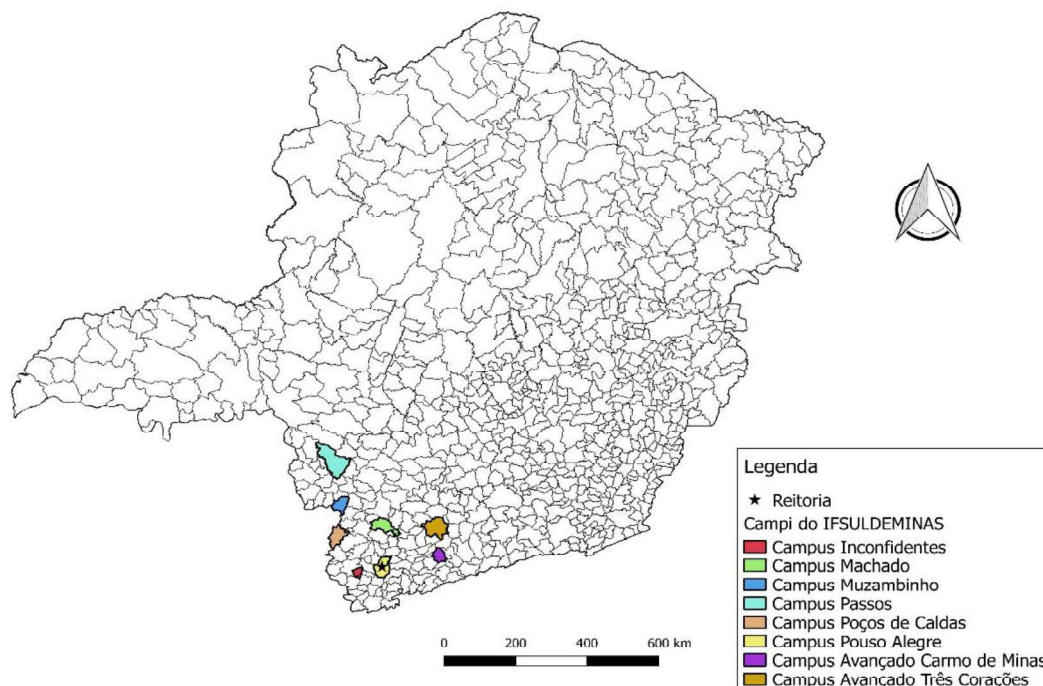 Legenda
Reitoria
Campi do IFSULDEMINAS
Campus Inconfidentes
Campus Machado
Campus Muzambinho
Campus Passos
Campus Poços de Caldas
Campus Pouso Alegre
Campus Avançado Carmo de Minas
Campus Avançado Três Corações
0 200 400 600 km